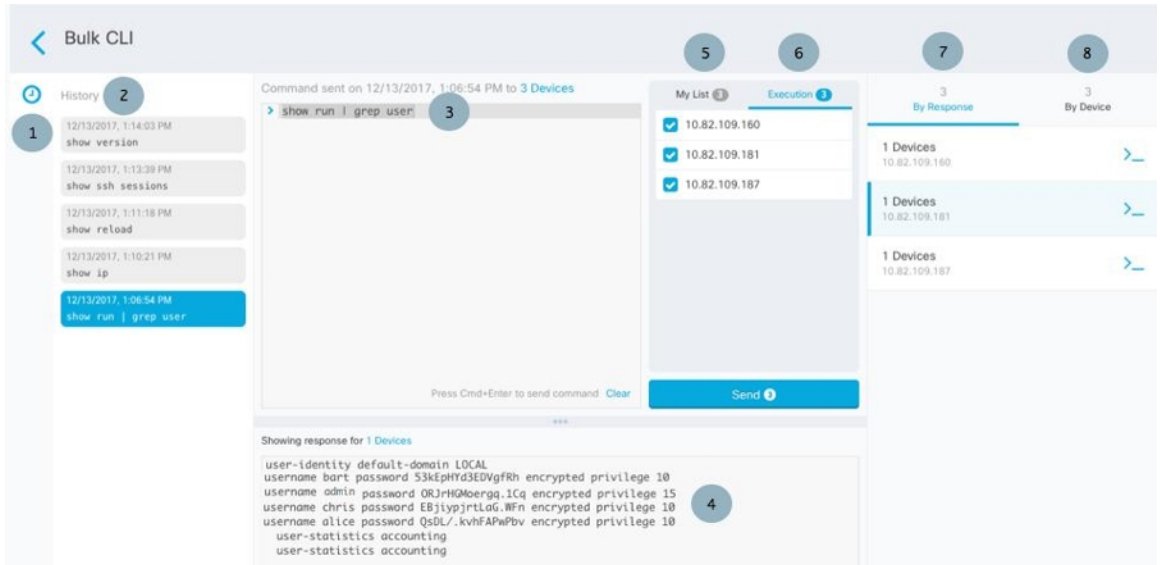 Bulk CLI
5
6
7
8
History 2
1
12/13/2017, 1:14:03 PM
show version
12/13/2017, 1:13:39 PM
show ssh sessions
12/13/2017, 1:11:18 PM
show reload
12/13/2017, 1:10:21 PM
show ip
12/13/2017, 1:06:54 PM
show run | grep user
Command sent on 12/13/2017, 1:06:54 PM to 3 Devices
> show run | grep user
3
Press Cmd+Enter to send command Clear
My List 3
Execution 3
10.82.109.160
10.82.109.181
10.82.109.187
Send 3
3
By Response
3
By Device
1 Devices
10.82.109.160
>_
1 Devices
10.82.109.181
>_
1 Devices
10.82.109.187
>_
Showing response for 1 Devices
user-identity default-domain LOCAL
username bart password 53kEpHYd3EDVgfRh encrypted privilege 10
username admin password ORJrHGMoergq.1Cq encrypted privilege 15
username chris password EBjiypjrtLaG.WFn encrypted privilege 10
username alice password QsDL/.kvhFAPwPbv encrypted privilege 10
user-statistics accounting
user-statistics accounting
4